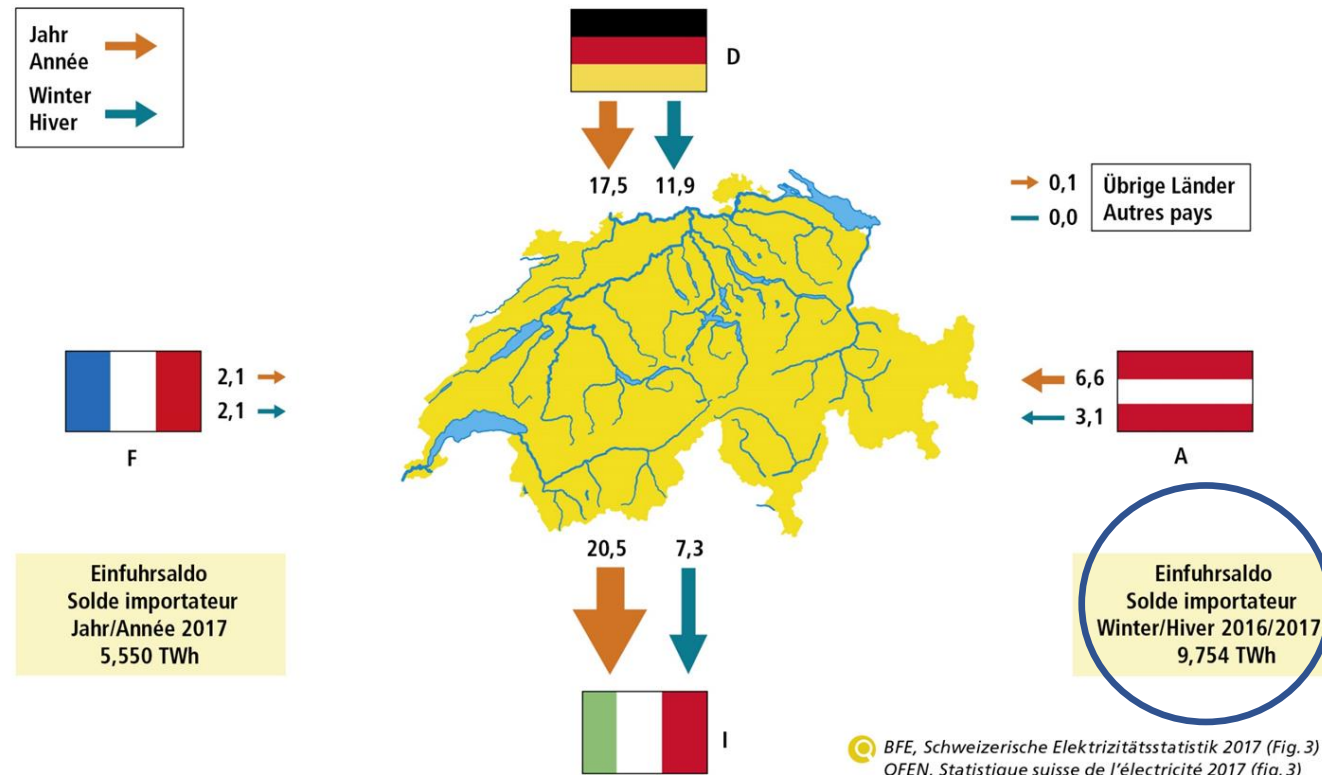 Jahr
Année
Winter
Hiver
D
17,5 11,9
0,1
0,0
Übrige Länder
Autres pays
2,1
2,1
F
6,6
3,1
A
20,5 7,3
Einfuhrsaldo
Solde importateur
Jahr/Année 2017
5,550 TWh
Einfuhrsaldo
Solde importateur
Winter/Hiver 2016/2017
9,754 TWh
I
BFE, Schweizerische Elektrizitätsstatistik 2017 (Fig. 3)
OFEN, Statistique suisse de l'électricité 2017 (fig. 3)